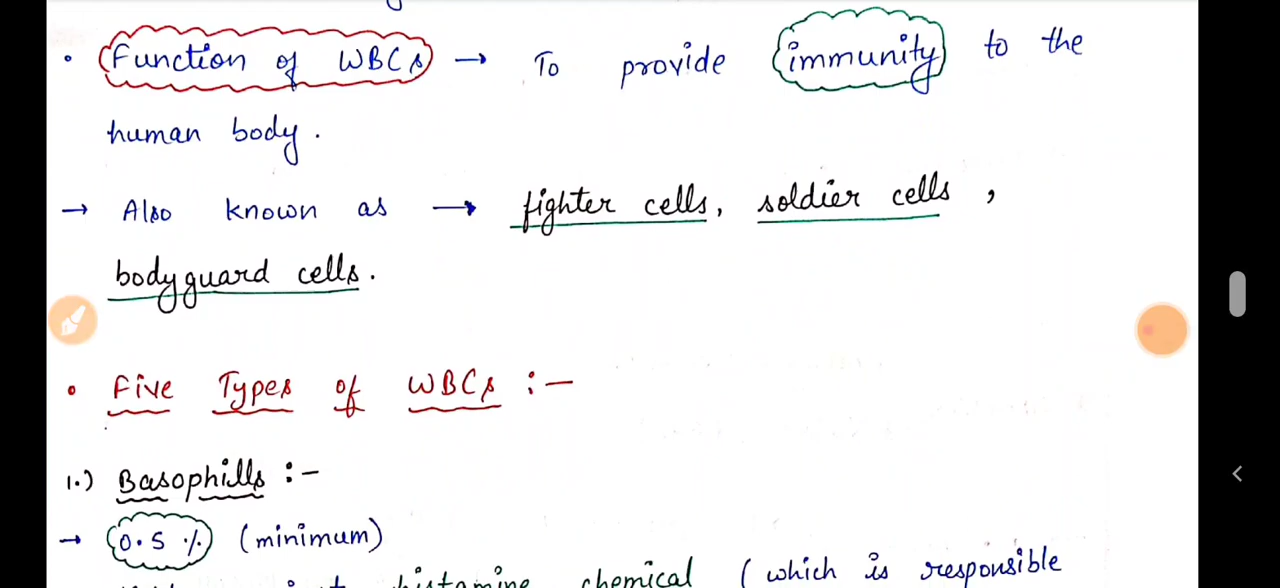 • Function of WBCs → To provide immunity to the
human body.
→ Also known as → fighter cells, soldier cells,
bodyguard cells.
• Five Types of WBCs :-
1.) Basophills :-
→ 0.5 % (minimum)
histamine chemical (which is responsible